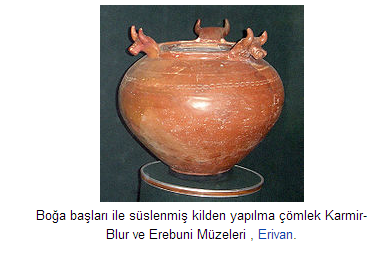 Boğa başları ile süslenmiş kilden yapılma çömlek Karmir-
Blur ve Erebuni Müzeleri , Erivan.